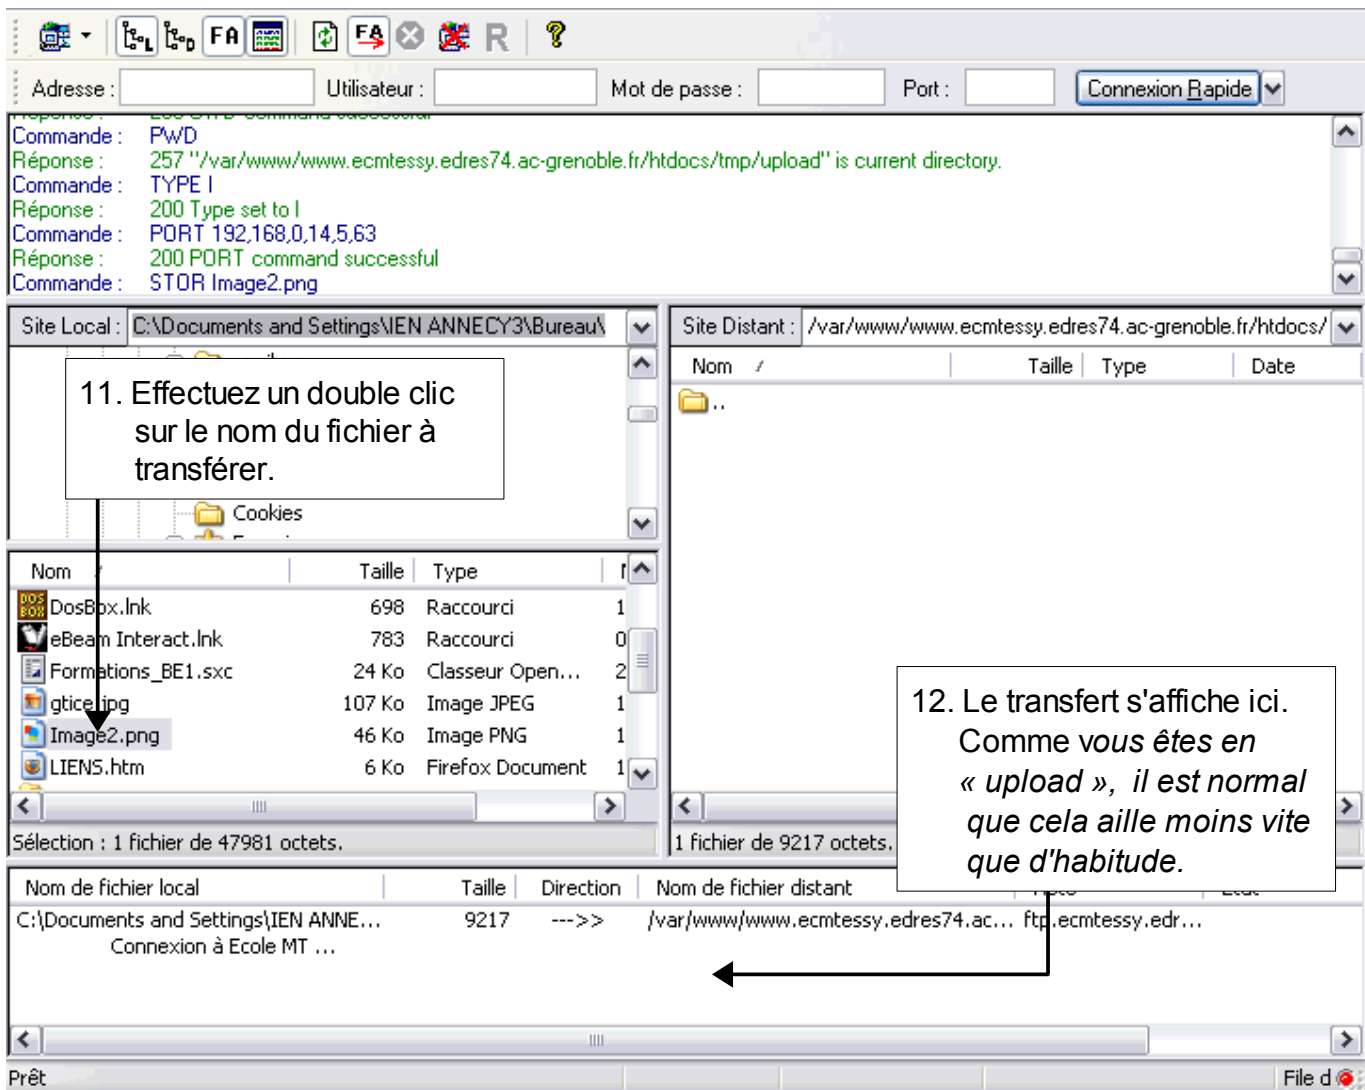 FA FA R ?
Adresse : Utilisateur : Mot de passe : Port : Connexion Rapide
Commande : PWD
Réponse : 257 "/var/www/www.ecmtessy.edres74.ac-grenoble.fr/htdocs/tmp/upload" is current directory.
Commande : TYPE I
Réponse : 200 Type set to I
Commande : PORT 192,168,0,14,5,63
Réponse : 200 PORT command successful
Commande : STOR Image2.png
Site Local : C:\Documents and Settings\IEN ANNECY3\Bureau\
Site Distant : /var/www/www.ecmtessy.edres74.ac-grenoble.fr/htdocs/
Nom Taille Type Date
..
11. Effectuez un double clic
sur le nom du fichier à
transférer.
Cookies
Nom Taille Type
DosBox.lnk 698 Raccourci 1
eBeam Interact.lnk 783 Raccourci 0
Formations_BE1.sxc 24 Ko Classeur Open... 2
gtice.jpg 107 Ko Image JPEG 1
Image2.png 46 Ko Image PNG 1
LIENS.htm 6 Ko Firefox Document 1
Sélection : 1 fichier de 47981 octets.
1 fichier de 9217 octets.
12. Le transfert s'affiche ici.
Comme vous êtes en
« upload », il est normal
que cela aille moins vite
que d'habitude.
Nom de fichier local Taille Direction Nom de fichier distant
C:\Documents and Settings\IEN ANNE... 9217 --->> /var/www/www.ecmtessy.edres74.ac... ftp.ecmtessy.edr...
Connexion à Ecole MT ...
Prêt File d